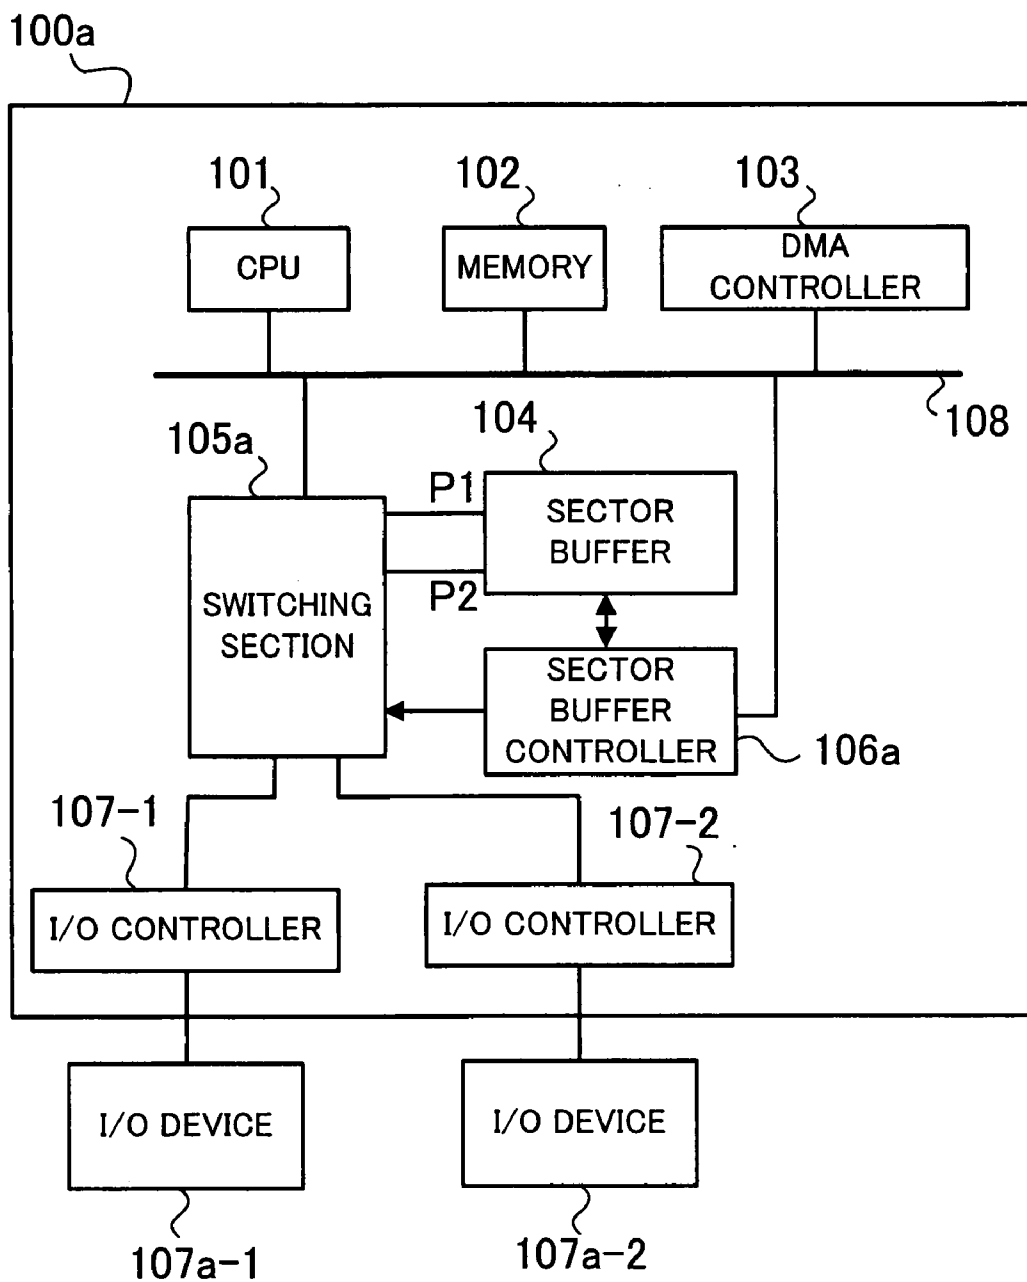 100a
101
102
103
CPU
MEMORY
DMA
CONTROLLER
108
104
105a
P1
SECTOR
BUFFER
P2
SWITCHING
SECTION
SECTOR
BUFFER
CONTROLLER
106a
107-1
107-2
I/O CONTROLLER
I/O CONTROLLER
I/O DEVICE
I/O DEVICE
107a-1
107a-2